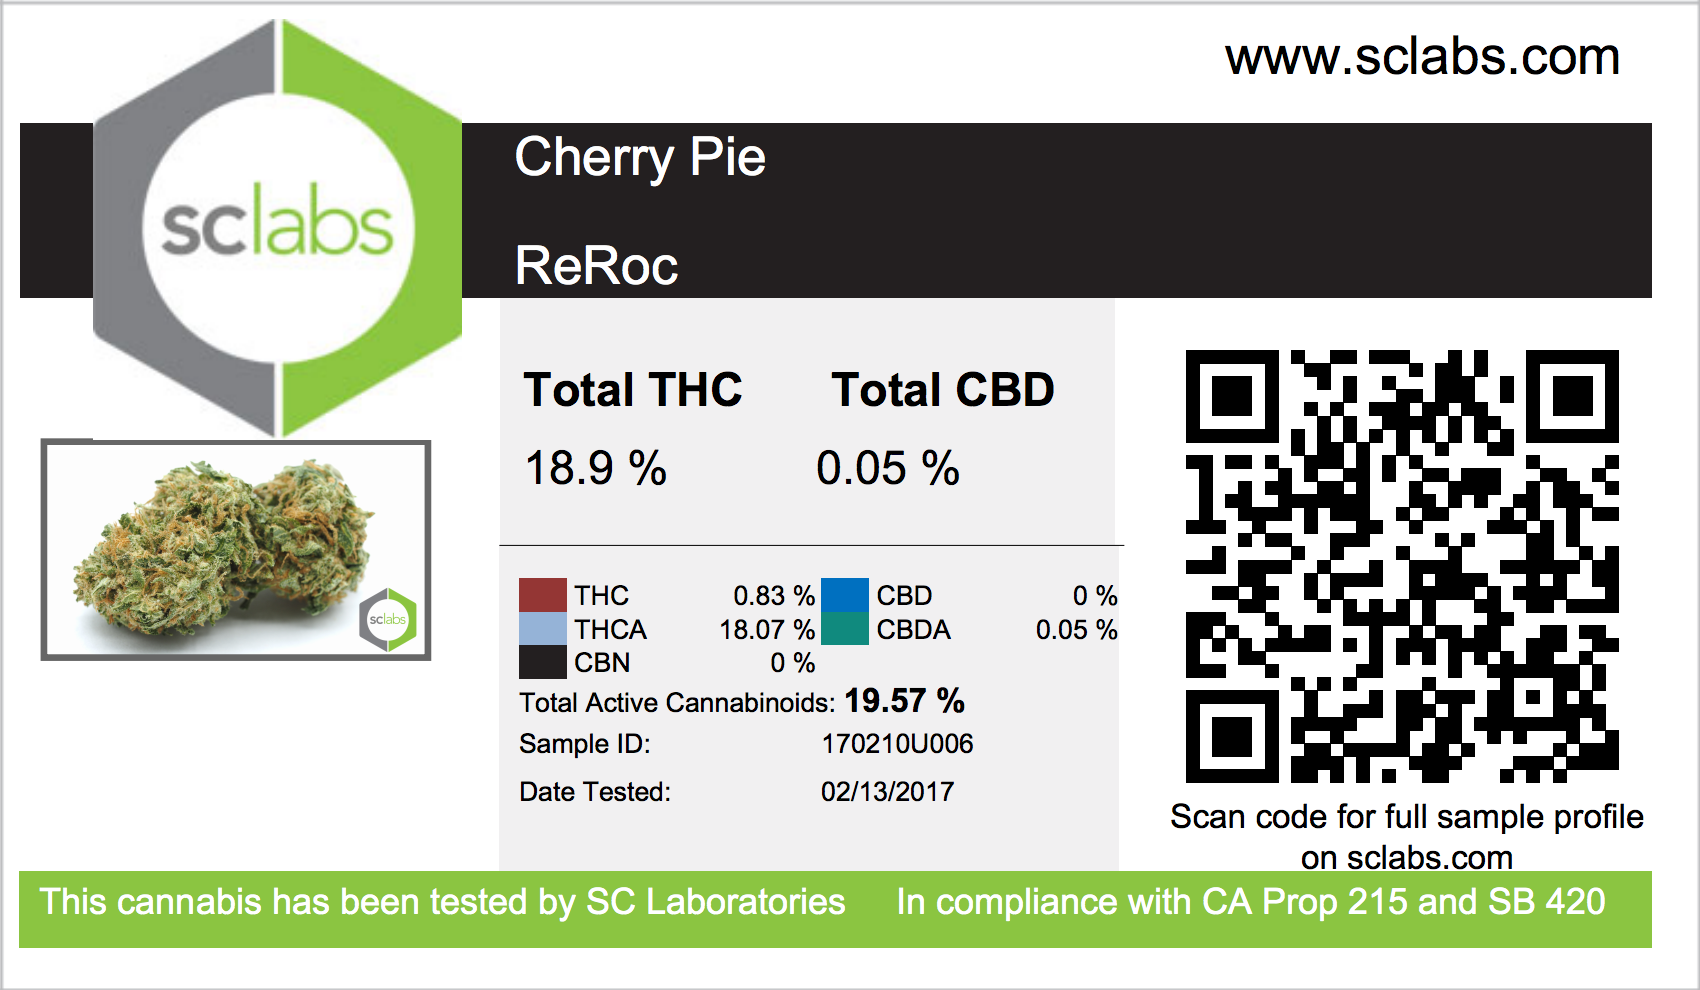 www.sclabs.com
sclabs
Cherry Pie
ReRoc
Total THC Total CBD
18.9 % 0.05 %
THC 0.83 % CBD 0 %
THCA 18.07 % CBDA 0.05 %
CBN 0 %
Total Active Cannabinoids: 19.57 %
Sample ID: 170210U006
Date Tested: 02/13/2017
sclabs
Scan code for full sample profile
on sclabs.com
This cannabis has been tested by SC Laboratories In compliance with CA Prop 215 and SB 420